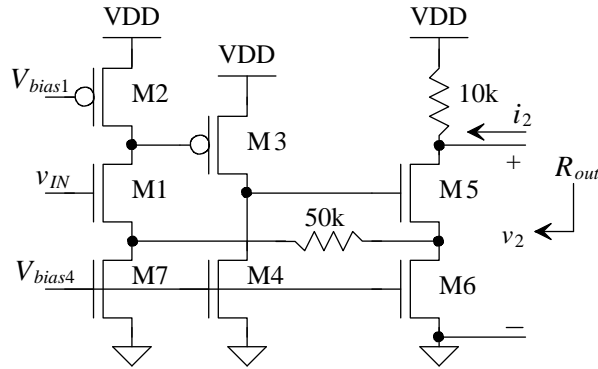 VDD
VDD
VDD
V_bias1
M2
10k
i_2
M3
+
R_out
v_IN
M1
M5
50k
v_2
V_bias4
M7
M4
M6
−